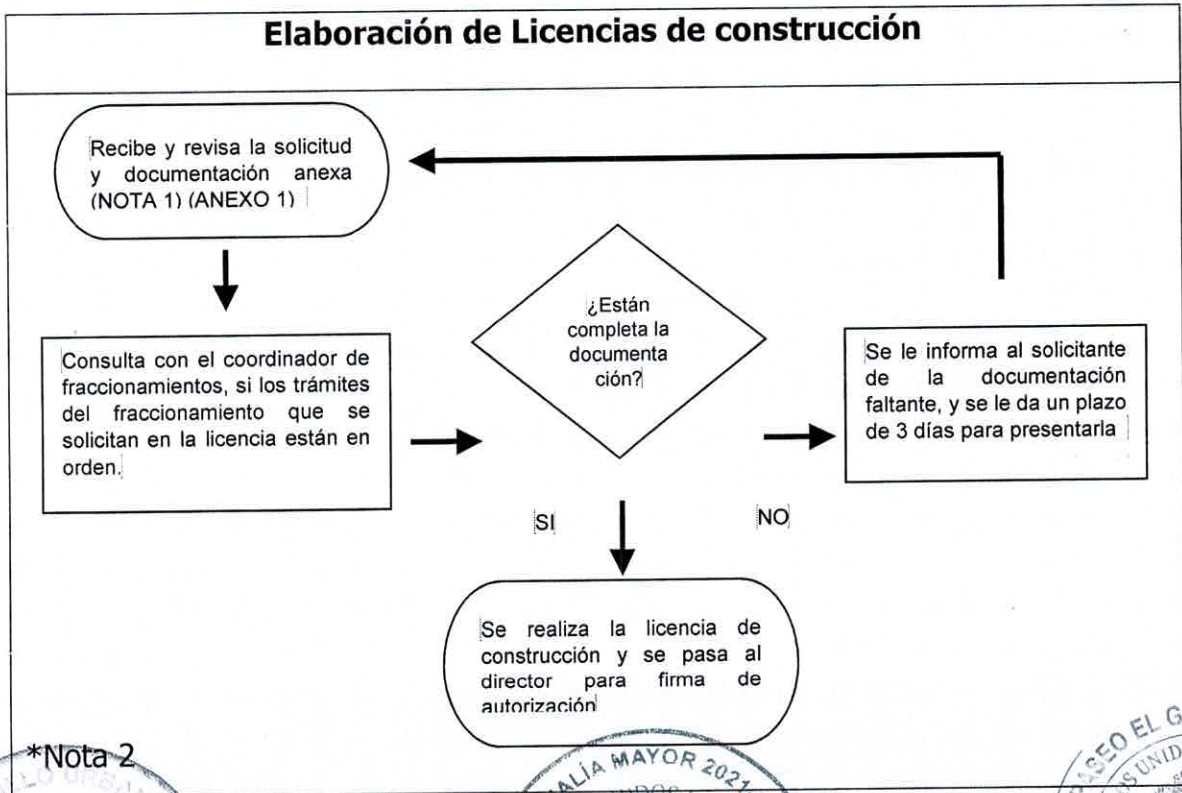 Elaboración de Licencias de construcción
Recibe y revisa la solicitud
y documentación anexa
(NOTA 1) (ANEXO 1)
Consulta con el coordinador de
fraccionamientos, si los trámites
del fraccionamiento que se
solicitan en la licencia están en
orden.
¿Están
completa la
documenta
ción?
Se le informa al solicitante
de la documentación
faltante, y se le da un plazo
de 3 días para presentarla
SI
NO
Se realiza la licencia de
construcción y se pasa al
director para firma de
autorización
*Nota 2
MAYOR 2021
PASEO EL G